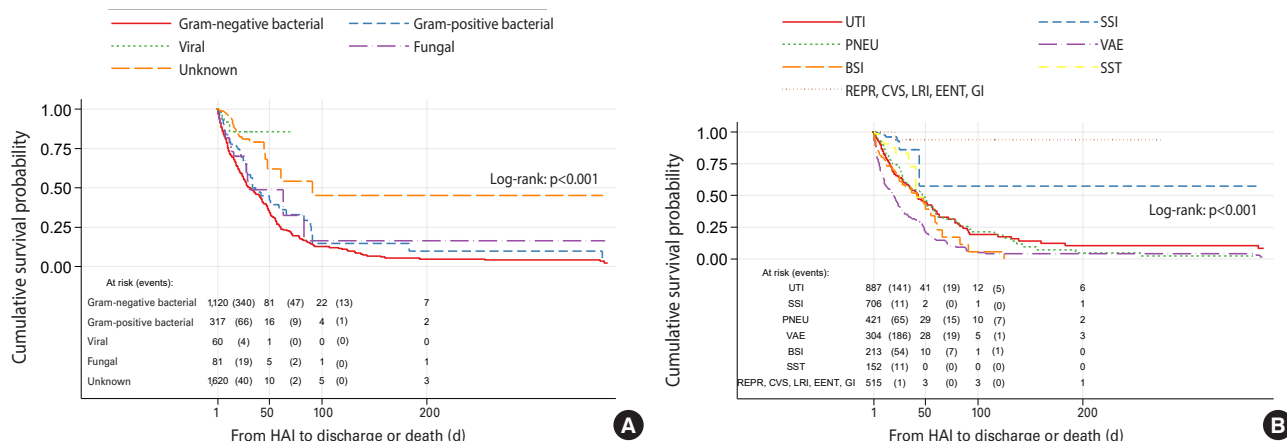 Gram-negative bacterial Gram-positive bacterial
Viral Fungal
Unknown
Cumulative survival probability
1.00
0.75
0.50
0.25
0.00
Log-rank: p<0.001
At risk (events):
Gram-negative bacterial 1,120 (340) 81 (47) 22 (13) 7
Gram-positive bacterial 317 (66) 16 (9) 4 (1) 2
Viral 60 (4) 1 (0) 0 (0) 0
Fungal 81 (19) 5 (2) 1 (0) 1
Unknown 1,620 (40) 10 (2) 5 (0) 3
1 50 100 200
From HAI to discharge or death (d)
A
UTI SSI
PNEU VAE
BSI SST
REPR, CVS, LRI, EENT, GI
Cumulative survival probability
1.00
0.75
0.50
0.25
0.00
Log-rank: p<0.001
At risk (events):
UTI 887 (141) 41 (19) 12 (5) 6
SSI 706 (11) 2 (0) 1 (0) 1
PNEU 421 (65) 29 (15) 10 (7) 2
VAE 304 (186) 28 (19) 5 (1) 3
BSI 213 (54) 10 (7) 1 (1) 0
SST 152 (11) 0 (0) 0 (0) 0
REPR, CVS, LRI, EENT, GI 515 (1) 3 (0) 3 (0) 1
1 50 100 200
From HAI to discharge or death (d)
B